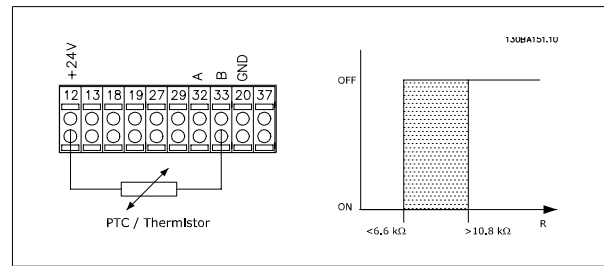 130BA151.10
+24V
A
B
GND
12 13 18 19 27 29 32 33 20 37
PTC / Thermistor
OFF
ON
R
<6.6 kΩ
>10.8 kΩ